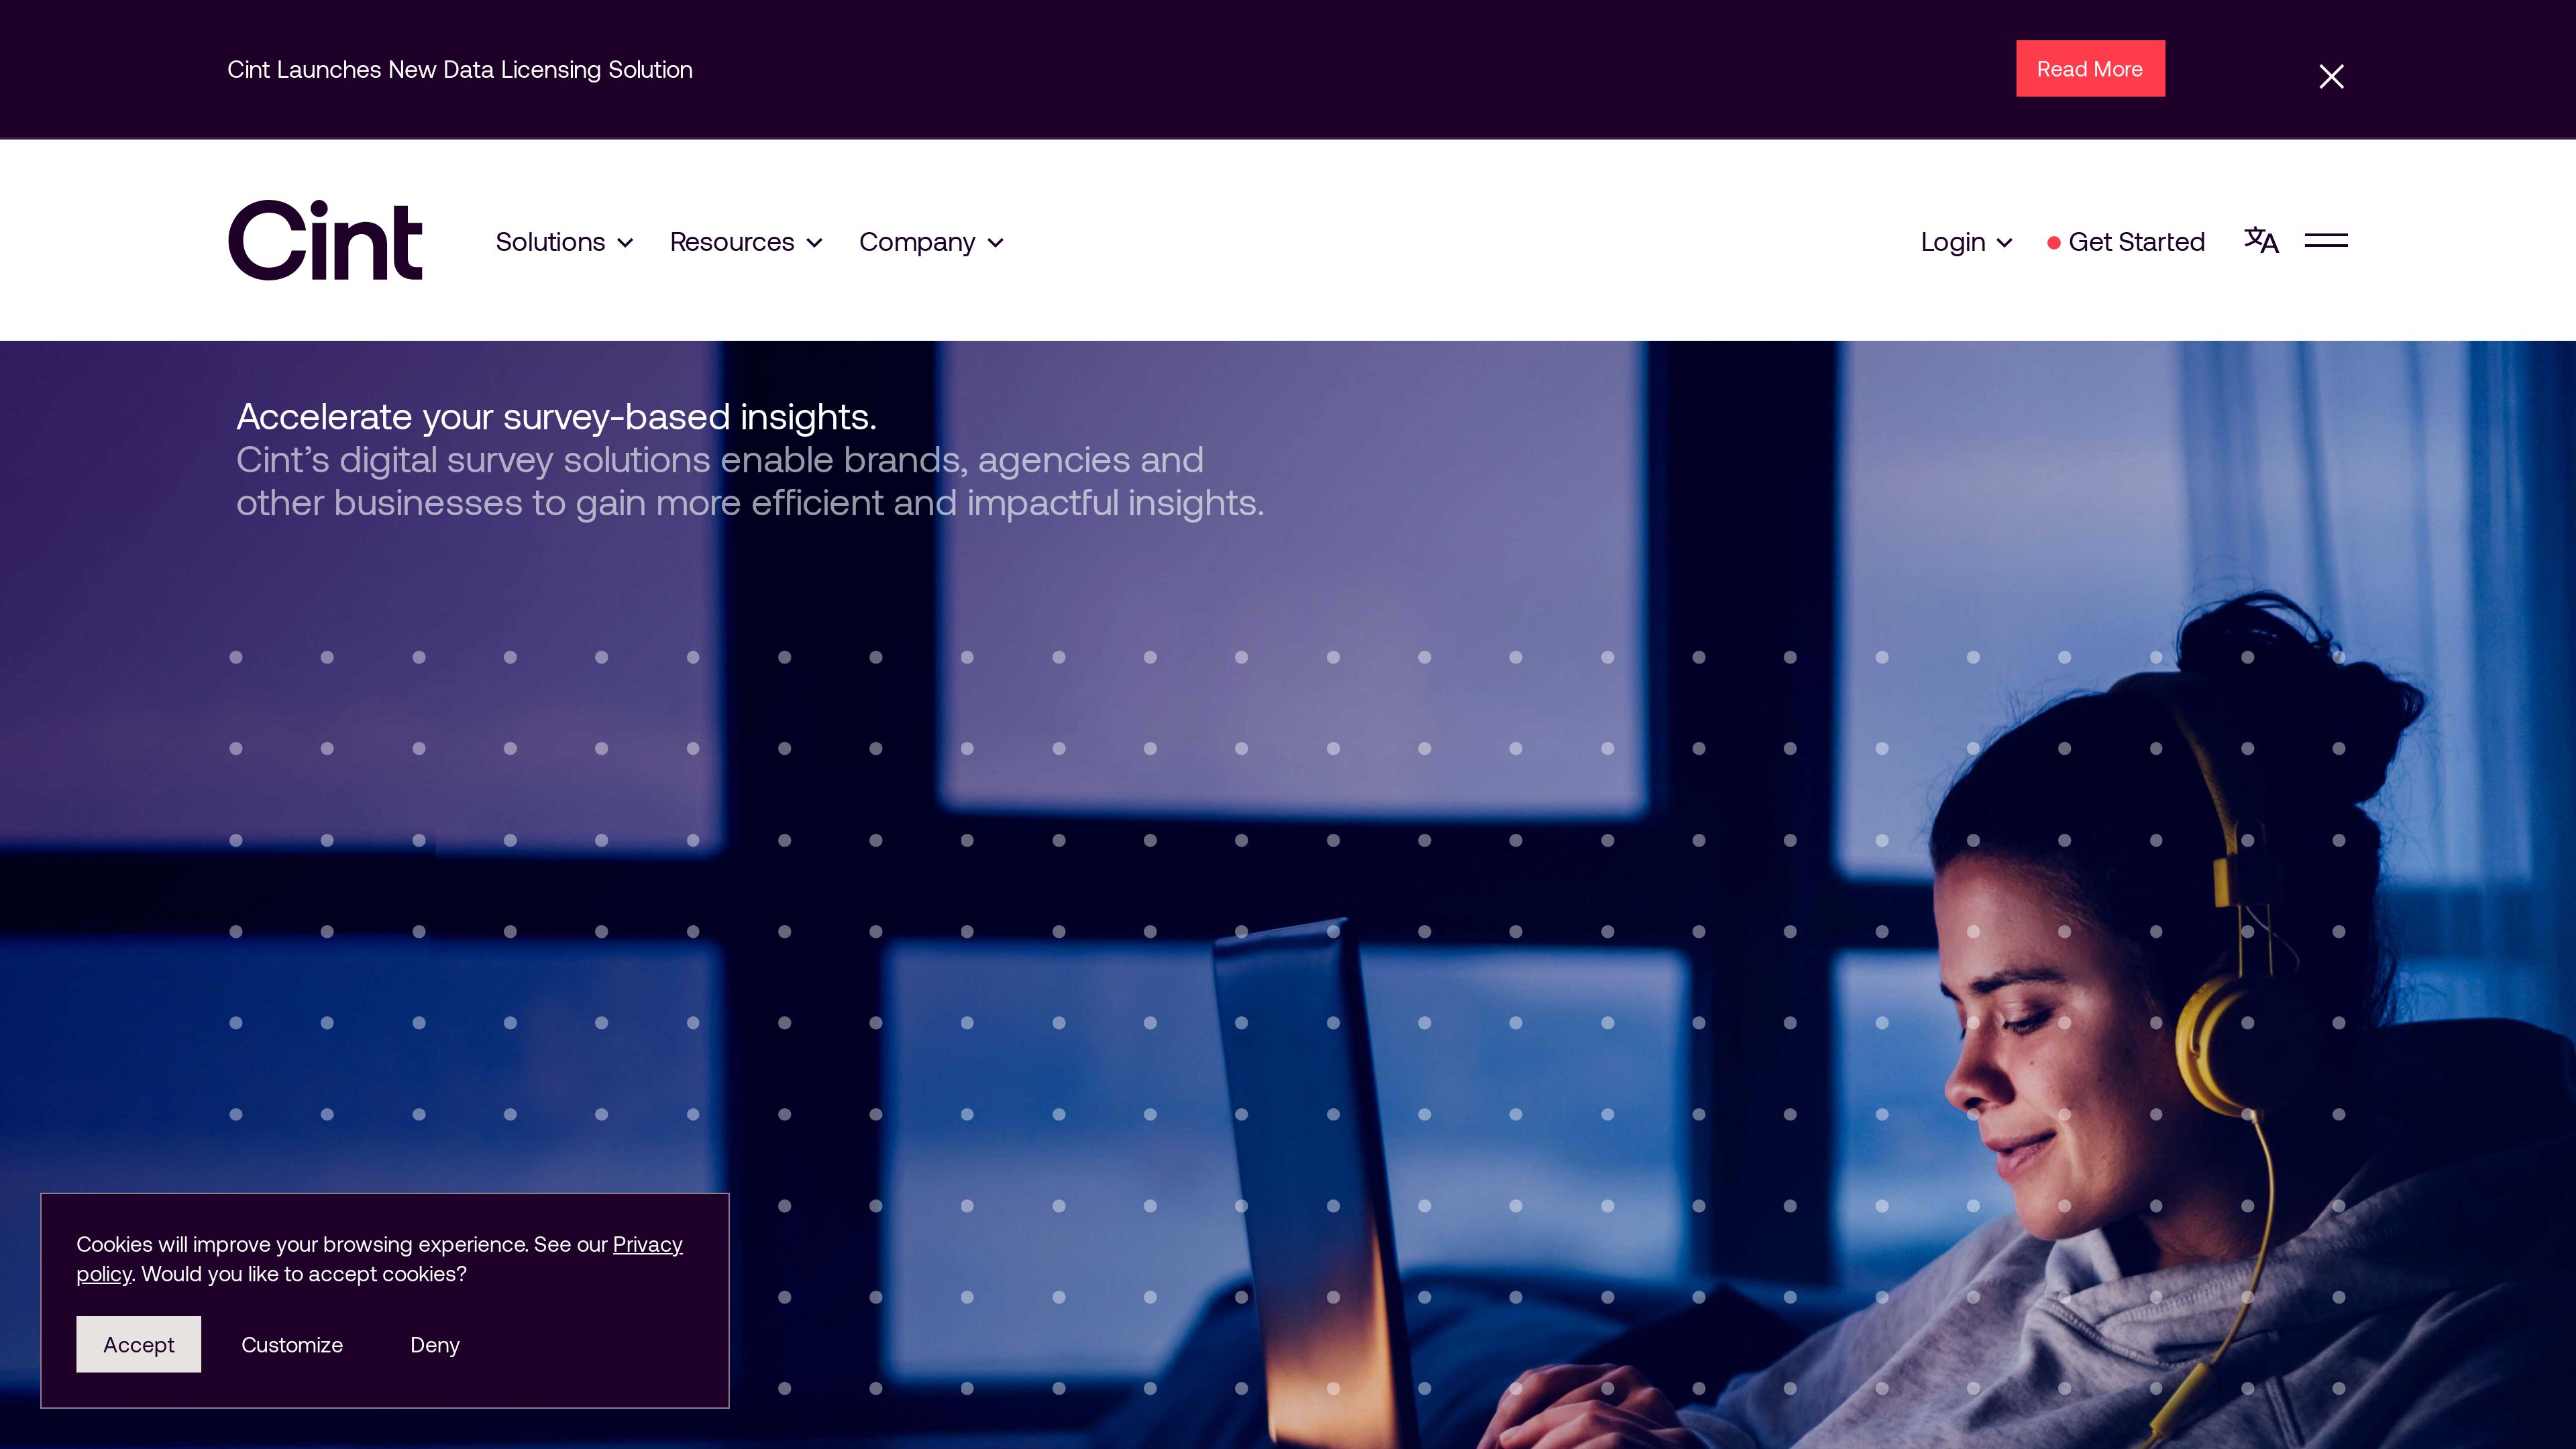 Cint Launches New Data Licensing Solution
Read More
Cint
Solutions
Resources
Company
Login
Get Started
文A
Accelerate your survey-based insights.
Cint’s digital survey solutions enable brands, agencies and
other businesses to gain more efficient and impactful insights.
Cookies will improve your browsing experience. See our Privacy
policy. Would you like to accept cookies?
Accept
Customize
Deny